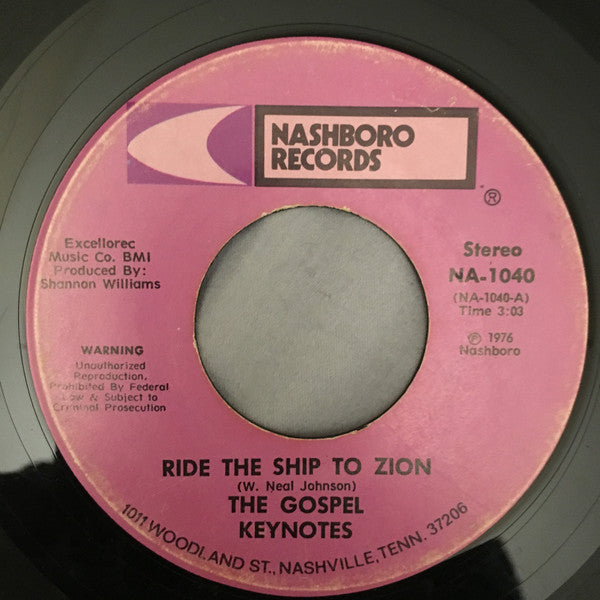 NASHBORO
RECORDS
®
Excellorec
Music Co. BMI
Produced By:
Shannon Williams
Stereo
NA-1040
(NA-1040-A)
Time 3:03
℗ 1976
Nashboro
WARNING
Unauthorized
Reproduction,
Prohibited By Federal
Law & Subject to
Criminal Prosecution
RIDE THE SHIP TO ZION
(W. Neal Johnson)
THE GOSPEL
KEYNOTES
1011 WOODLAND ST., NASHVILLE, TENN. 37206